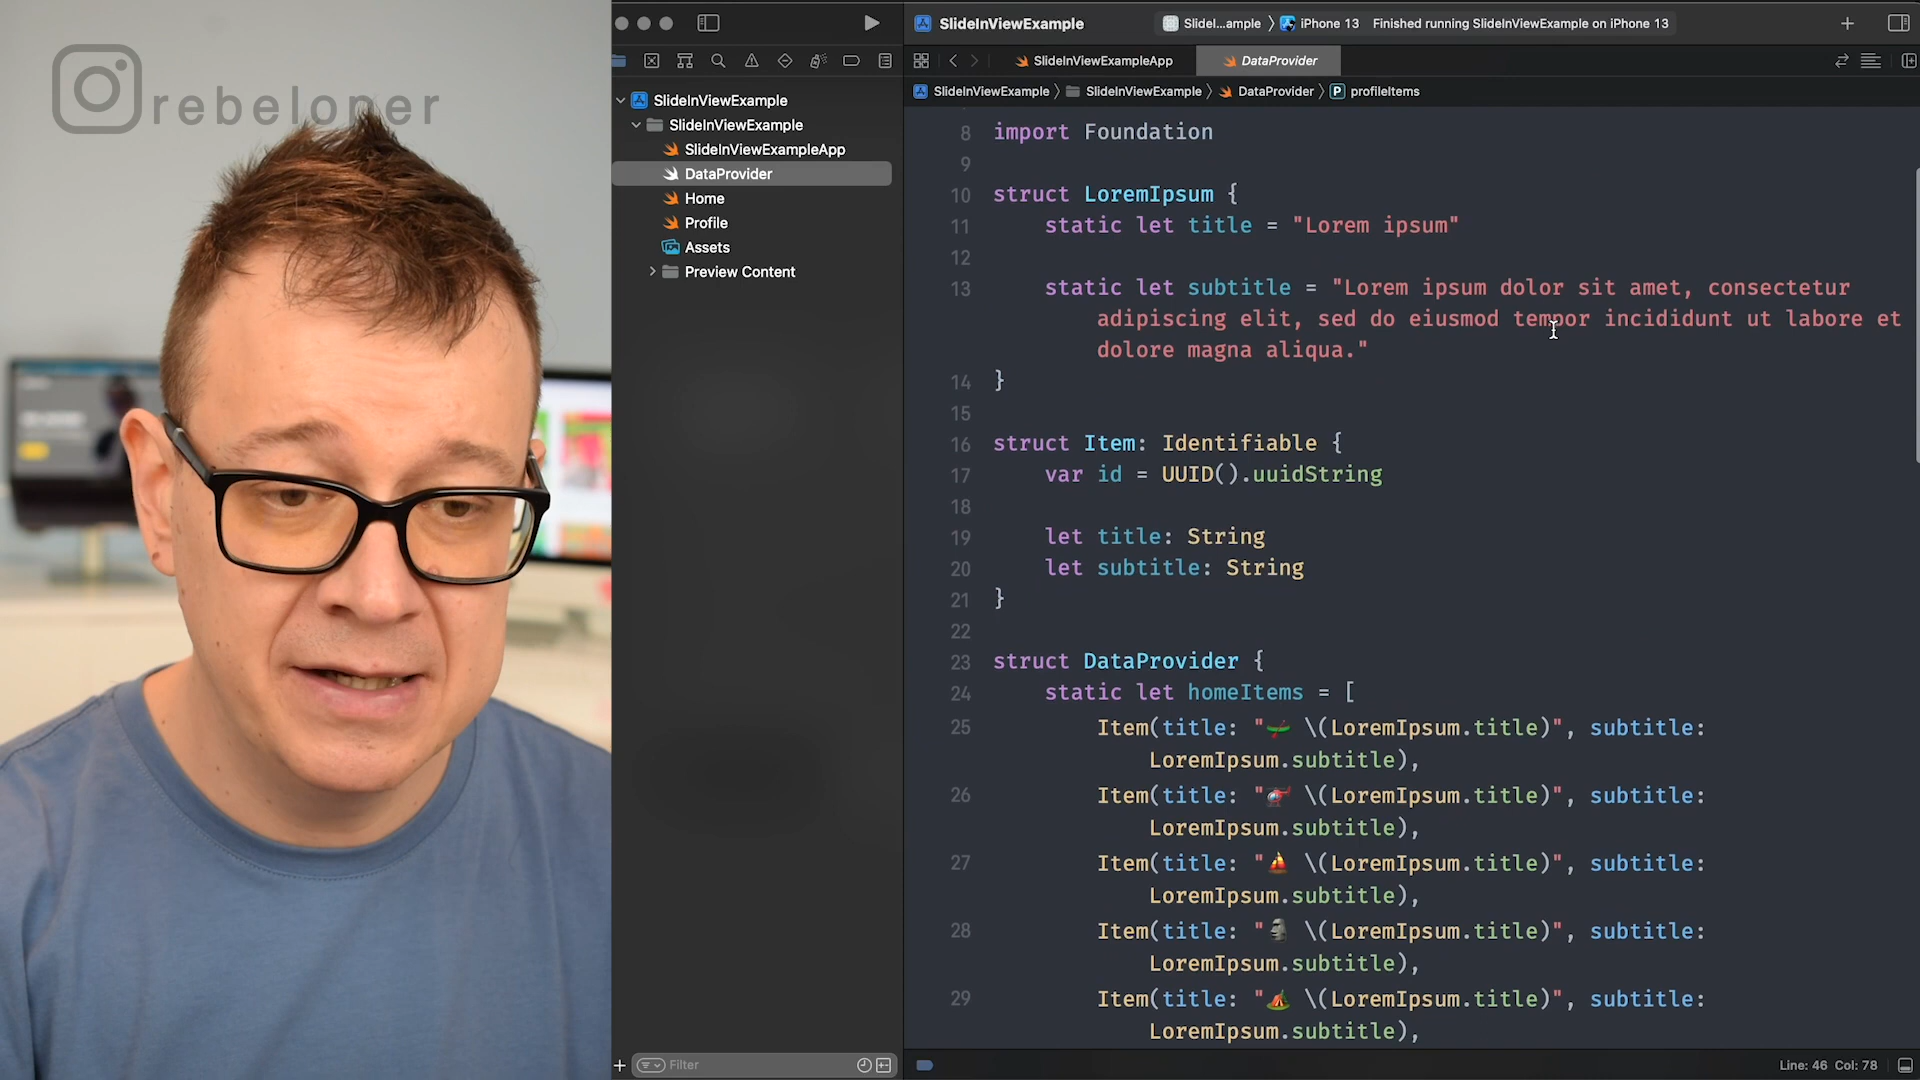 @rebeloper
SlideInViewExample
SlideI...ample
iPhone 13
Finished running SlideInViewExample on iPhone 13
SlideInViewExampleApp
DataProvider
SlideInViewExample
SlideInViewExample
DataProvider
P
profileItems
SlideInViewExample
SlideInViewExample
SlideInViewExampleApp
DataProvider
Home
Profile
Assets
Preview Content
8 import Foundation
9
10 struct LoremIpsum {
11 static let title = "Lorem ipsum"
12
13 static let subtitle = "Lorem ipsum dolor sit amet, consectetur
adipiscing elit, sed do eiusmod tempor incididunt ut labore et
dolore magna aliqua."
14 }
15
16 struct Item: Identifiable {
17 var id = UUID().uuidString
18
19 let title: String
20 let subtitle: String
21 }
22
23 struct DataProvider {
24 static let homeItems = [
25 Item(title: "🛶 \(LoremIpsum.title)", subtitle:
LoremIpsum.subtitle),
26 Item(title: "🚁 \(LoremIpsum.title)", subtitle:
LoremIpsum.subtitle),
27 Item(title: "⛵ \(LoremIpsum.title)", subtitle:
LoremIpsum.subtitle),
28 Item(title: "🗿 \(LoremIpsum.title)", subtitle:
LoremIpsum.subtitle),
29 Item(title: "🏕 \(LoremIpsum.title)", subtitle:
LoremIpsum.subtitle),
Filter
Line: 46 Col: 78